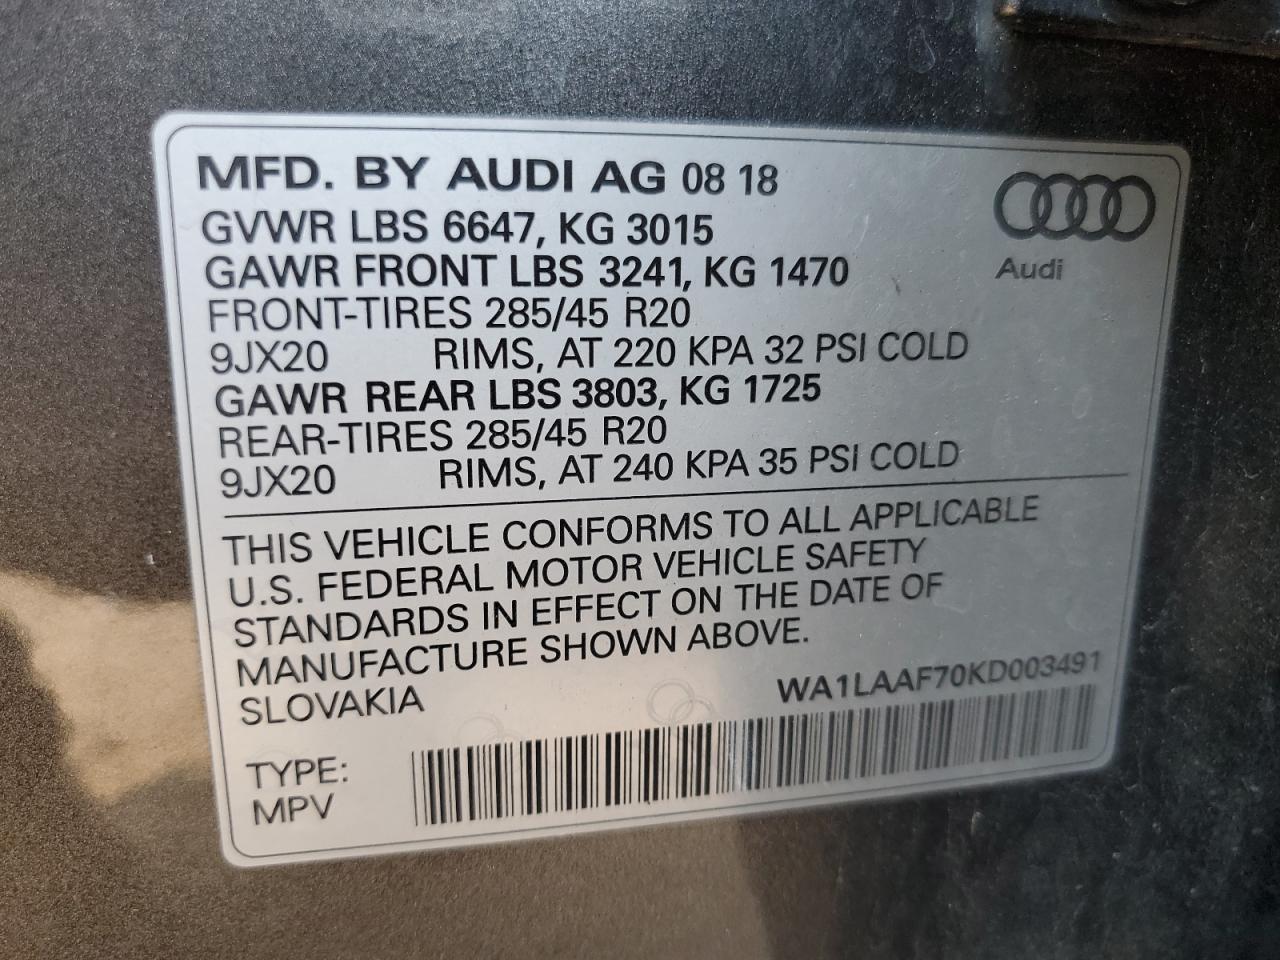 MFD. BY AUDI AG 08 18
GVWR LBS 6647, KG 3015
GAWR FRONT LBS 3241, KG 1470
FRONT-TIRES 285/45 R20
9JX20 RIMS, AT 220 KPA 32 PSI COLD
GAWR REAR LBS 3803, KG 1725
REAR-TIRES 285/45 R20
9JX20 RIMS, AT 240 KPA 35 PSI COLD
Audi
THIS VEHICLE CONFORMS TO ALL APPLICABLE
U.S. FEDERAL MOTOR VEHICLE SAFETY
STANDARDS IN EFFECT ON THE DATE OF
MANUFACTURE SHOWN ABOVE.
SLOVAKIA
WA1LAAF70KD003491
TYPE:
MPV